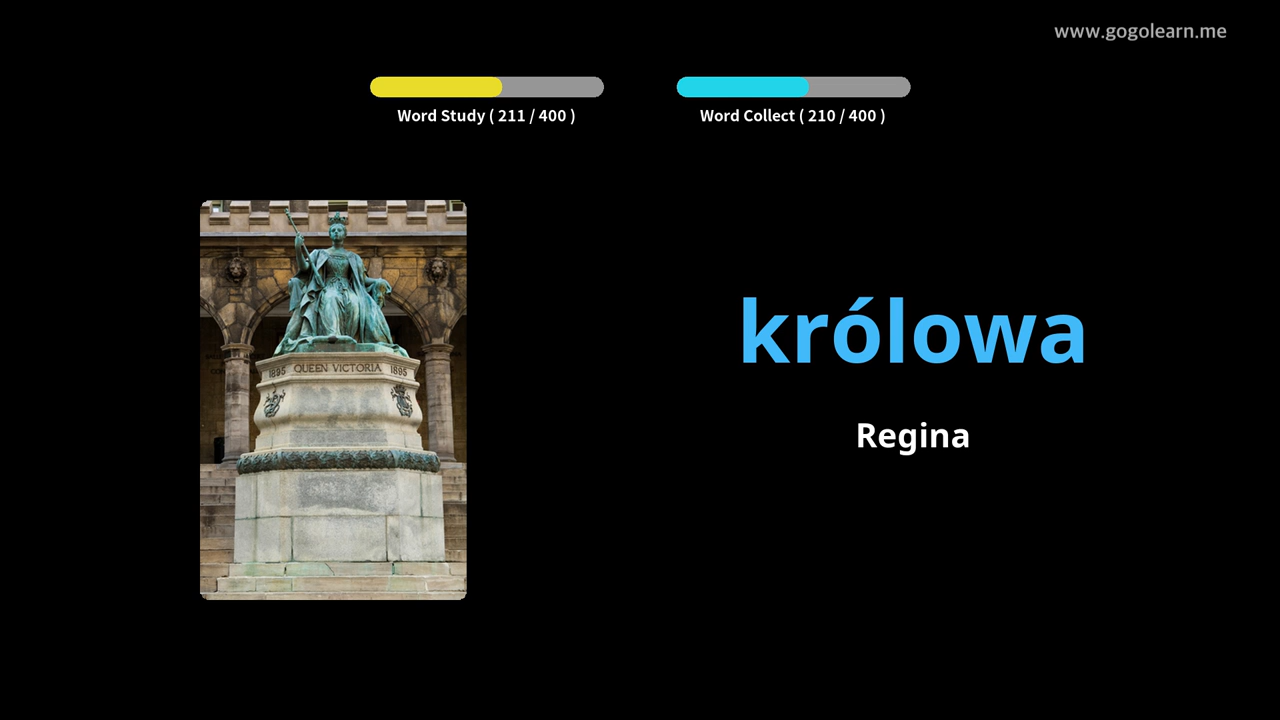 www.gogolearn.me
Word Study ( 211 / 400 )
Word Collect ( 210 / 400 )
1895 QUEEN VICTORIA 1895
królowa
Regina